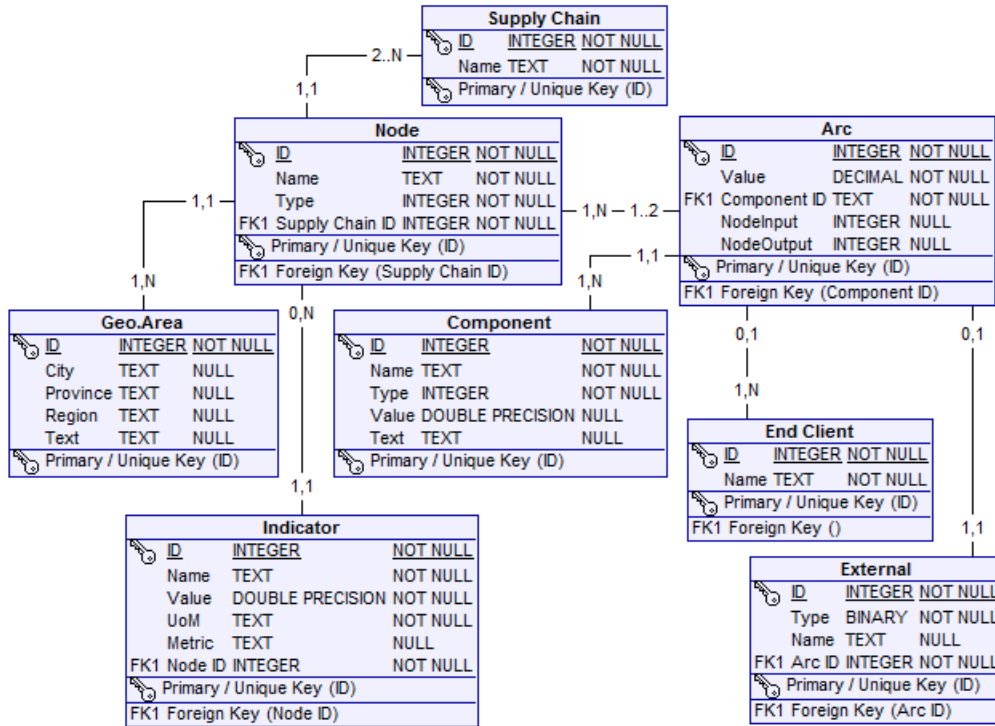 Supply Chain
ID INTEGER NOT NULL
Name TEXT NOT NULL
Primary / Unique Key (ID)
2..N
1,1
Node
ID INTEGER NOT NULL
Name TEXT NOT NULL
Type INTEGER NOT NULL
FK1 Supply Chain ID INTEGER NOT NULL
Primary / Unique Key (ID)
FK1 Foreign Key (Supply Chain ID)
1,N
1..2
Arc
ID INTEGER NOT NULL
Value DECIMAL NOT NULL
FK1 Component ID TEXT NOT NULL
NodeInput INTEGER NULL
NodeOutput INTEGER NULL
Primary / Unique Key (ID)
FK1 Foreign Key (Component ID)
1,1
1,N
Geo.Area
ID INTEGER NOT NULL
City TEXT NULL
Province TEXT NULL
Region TEXT NULL
Text TEXT NULL
Primary / Unique Key (ID)
0,N
1,1
1,1
1,N
Component
ID INTEGER NOT NULL
Name TEXT NOT NULL
Type INTEGER NOT NULL
Value DOUBLE PRECISION NULL
Text TEXT NULL
Primary / Unique Key (ID)
0,1
1,N
End Client
ID INTEGER NOT NULL
Name TEXT NOT NULL
Primary / Unique Key (ID)
FK1 Foreign Key ()
0,1
1,1
Indicator
ID INTEGER NOT NULL
Name TEXT NOT NULL
Value DOUBLE PRECISION NOT NULL
UoM TEXT NOT NULL
Metric TEXT NULL
FK1 Node ID INTEGER NOT NULL
Primary / Unique Key (ID)
FK1 Foreign Key (Node ID)
External
ID INTEGER NOT NULL
Type BINARY NOT NULL
Name TEXT NULL
FK1 Arc ID INTEGER NOT NULL
Primary / Unique Key (ID)
FK1 Foreign Key (Arc ID)